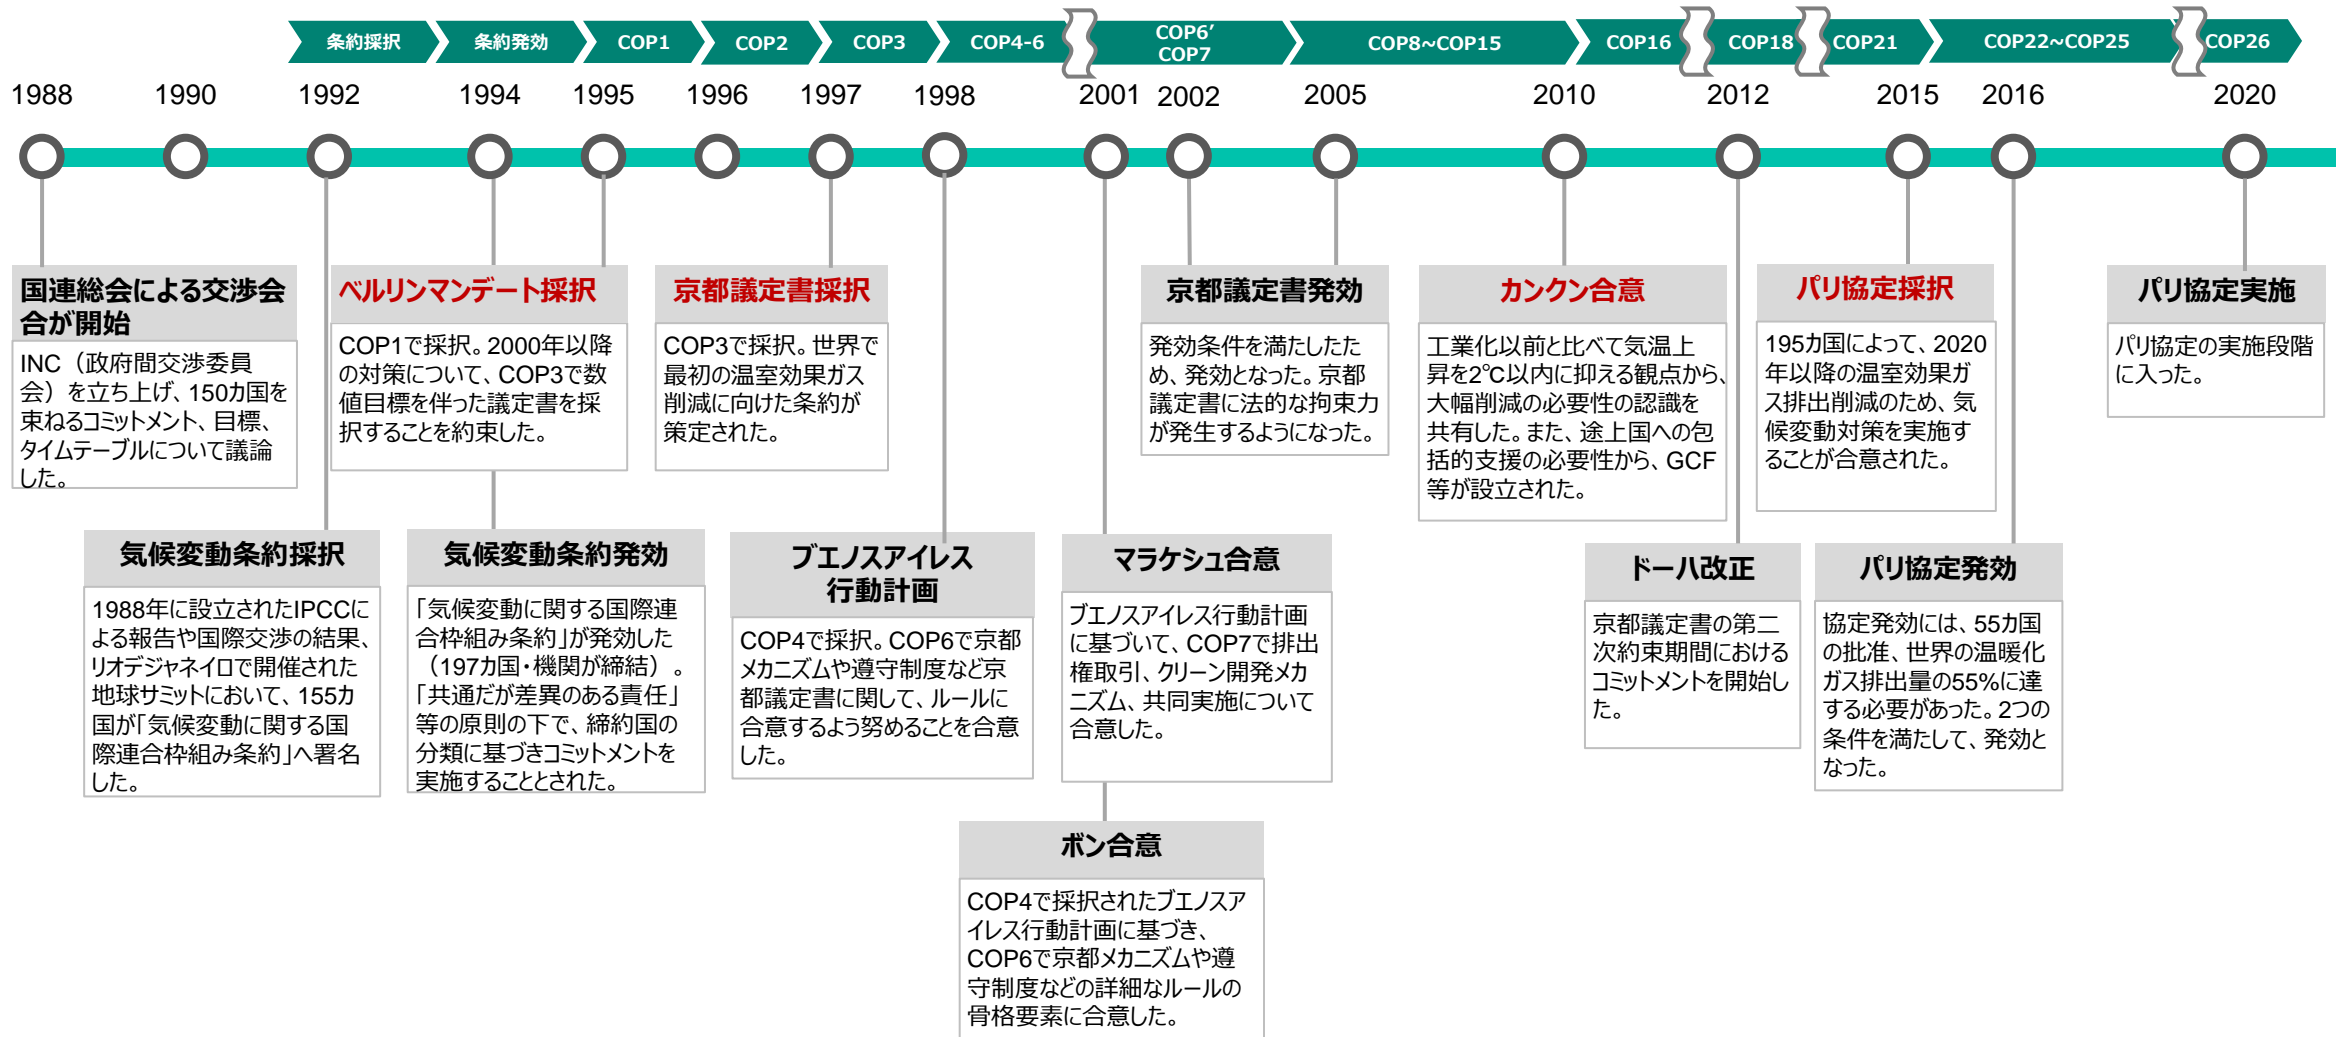 条約採択
条約発効
COP1
COP2
COP3
COP4-6
COP6′
COP7
COP8~COP15
COP16
COP18
COP21
COP22~COP25
COP26
1988
1990
1992
1994
1995
1996
1997
1998
2001
2002
2005
2010
2012
2015
2016
2020
国連総会による交渉会
合が開始
INC（政府間交渉委員
会）を立ち上げ、150カ国を
束ねるコミットメント、目標、
タイムテーブルについて議論
した。
ベルリンマンデート採択
COP1で採択。2000年以降
の対策について、COP3で数
値目標を伴った議定書を採
択することを約束した。
京都議定書採択
COP3で採択。世界で
最初の温室効果ガス
削減に向けた条約が
策定された。
京都議定書発効
発効条件を満たしたた
め、発効となった。京都
議定書に法的な拘束力
が発生するようになった。
カンクン合意
工業化以前と比べて気温上
昇を2℃以内に抑える観点から、
大幅削減の必要性の認識を
共有した。また、途上国への包
括的支援の必要性から、GCF
等が設立された。
パリ協定採択
195カ国によって、2020
年以降の温室効果ガ
ス排出削減のため、気
候変動対策を実施す
ることが合意された。
パリ協定実施
パリ協定の実施段階
に入った。
気候変動条約採択
1988年に設立されたIPCCに
よる報告や国際交渉の結果、
リオデジャネイロで開催された
地球サミットにおいて、155カ
国が「気候変動に関する国
際連合枠組み条約」へ署名
した。
気候変動条約発効
「気候変動に関する国際連
合枠組み条約」が発効した
（197カ国・機関が締結）。
「共通だが差異のある責任」
等の原則の下で、締約国の
分類に基づきコミットメントを
実施することとされた。
ブエノスアイレス
行動計画
COP4で採択。COP6で京都
メカニズムや遵守制度など京
都議定書に関して、ルールに
合意するよう努めることを合意
した。
マラケシュ合意
ブエノスアイレス行動計画
に基づいて、COP7で排出
権取引、クリーン開発メカ
ニズム、共同実施について
合意した。
ドーハ改正
京都議定書の第二
次約束期間における
コミットメントを開始し
た。
パリ協定発効
協定発効には、55カ国
の批准、世界の温暖化
ガス排出量の55%に達
する必要があった。2つの
条件を満たして、発効と
なった。
ボン合意
COP4で採択されたブエノスア
イレス行動計画に基づき、
COP6で京都メカニズムや遵
守制度などの詳細なルールの
骨格要素に合意した。